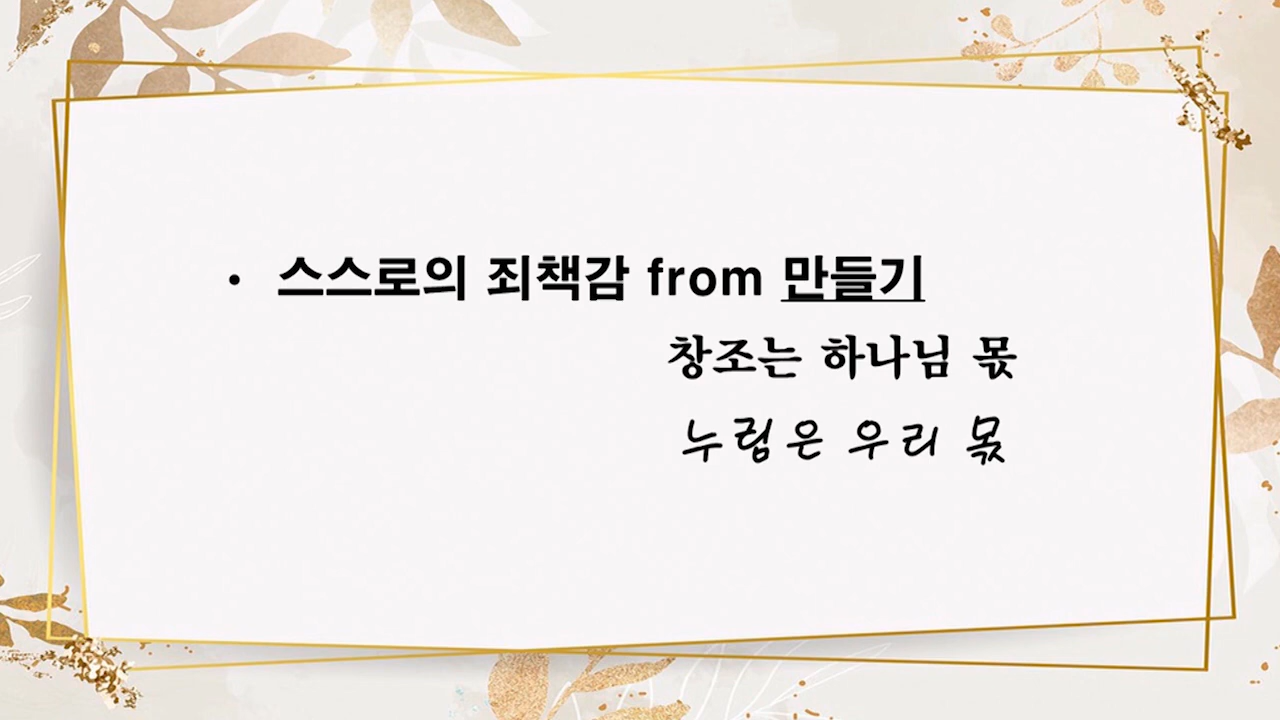 • 스스로의 죄책감 from 만들기
창조는 하나님 몫
누림은 우리 몫